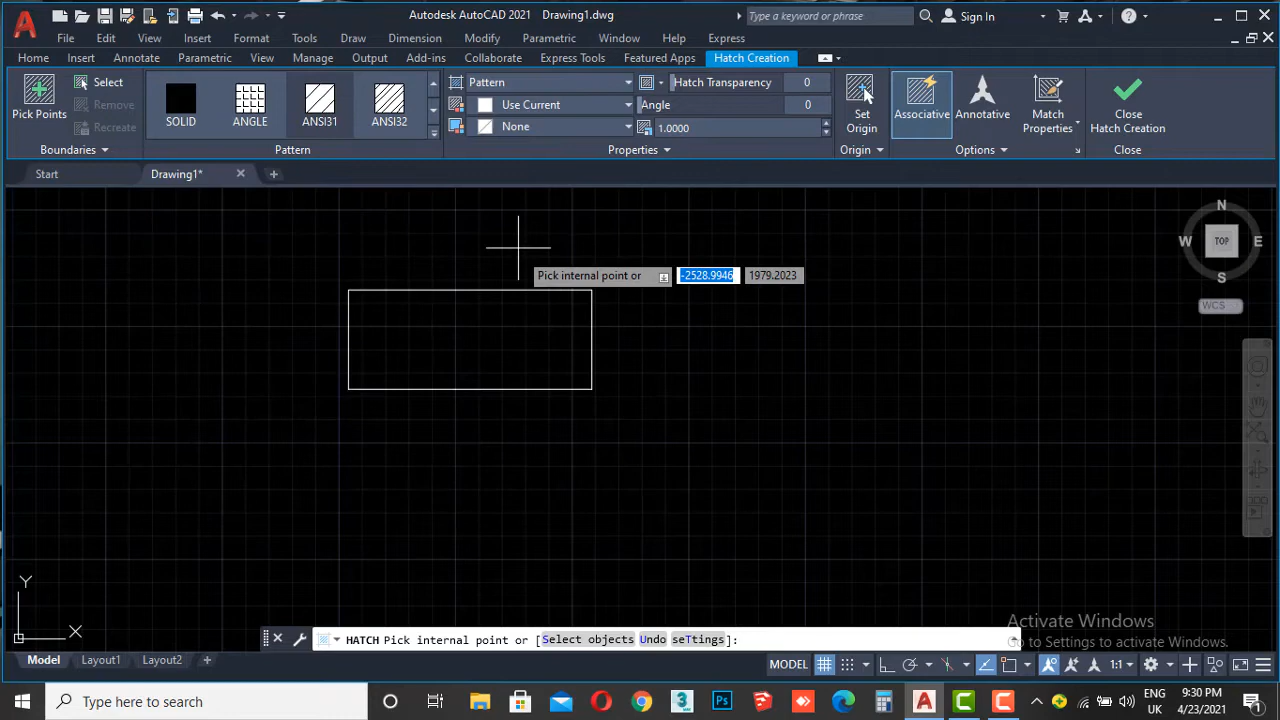 Autodesk AutoCAD 2021 Drawing1.dwg
Type a keyword or phrase
Sign In
File Edit View Insert Format Tools Draw Dimension Modify Parametric Window Help Express
Home Insert Annotate Parametric View Manage Output Add-ins Collaborate Express Tools Featured Apps Hatch Creation
Pick Points
Select
Remove
Recreate
Boundaries
SOLID
ANGLE
ANSI31
ANSI32
Pattern
Pattern
Use Current
None
Hatch Transparency 0
Angle 0
1.0000
Properties
Set
Origin
Origin
Associative
Annotative
Match
Properties
Options
Close
Hatch Creation
Close
Start
Drawing1*
N
W TOP E
S
WCS
Pick internal point or -2528.9946 1979.2023
Y
X
Activate Windows
Go to Settings to activate Windows.
HATCH Pick internal point or [Select objects Undo seTtings]:
Model Layout1 Layout2 +
MODEL
1:1
Type here to search
3
Ps
ENG
UK
9:30 PM
4/23/2021